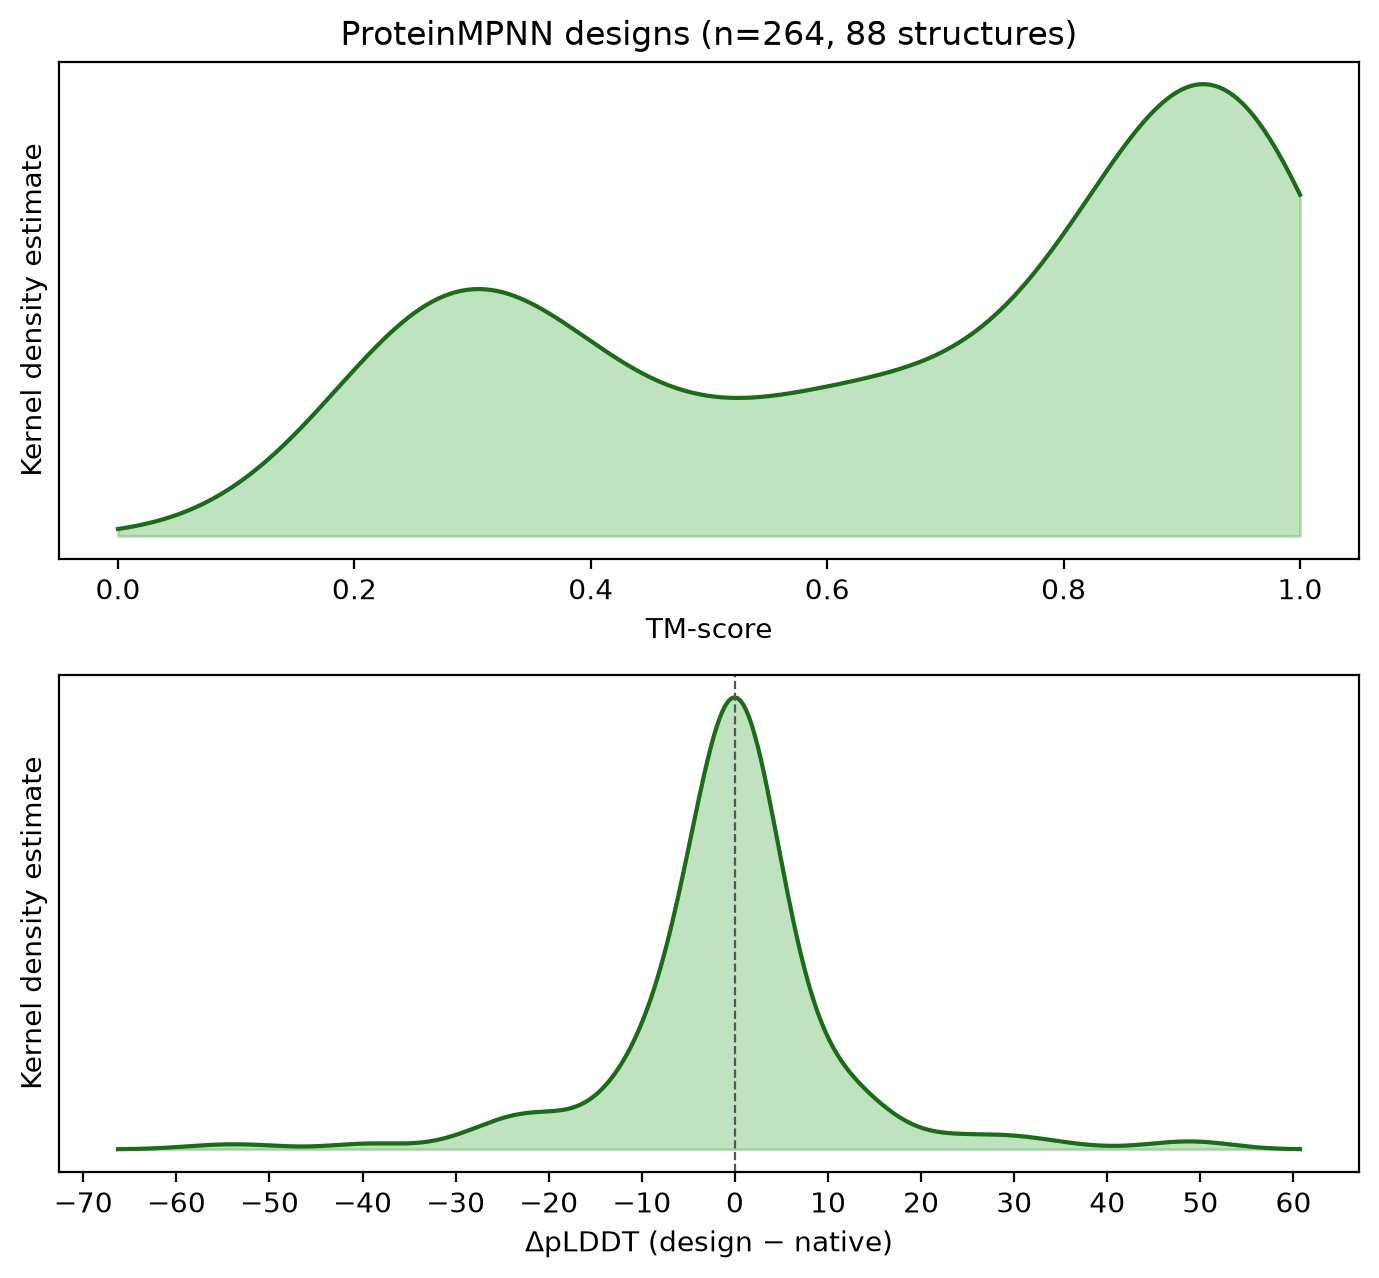 ProteinMPNN designs (n=264, 88 structures)
Kernel density estimate
0.0 0.2 0.4 0.6 0.8 1.0
TM-score
Kernel density estimate
−70 −60 −50 −40 −30 −20 −10 0 10 20 30 40 50 60
ΔpLDDT (design − native)